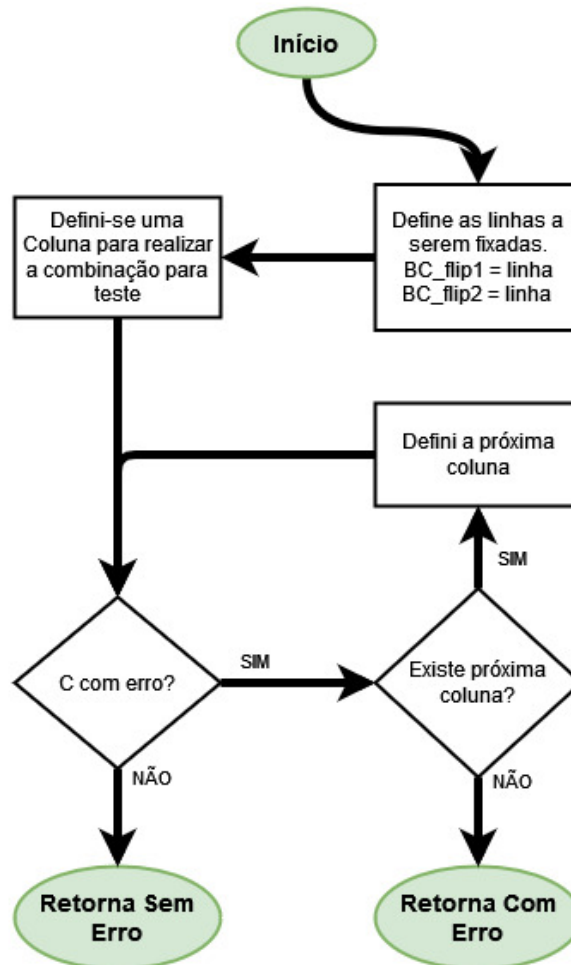 Início
Define as linhas a
serem fixadas.
BC_flip1 = linha
BC_flip2 = linha
Defini-se uma
Coluna para realizar
a combinação para
teste
Defini a próxima
coluna
SIM
C com erro?
SIM
Existe próxima
coluna?
NÃO
NÃO
Retorna Sem
Erro
Retorna Com
Erro